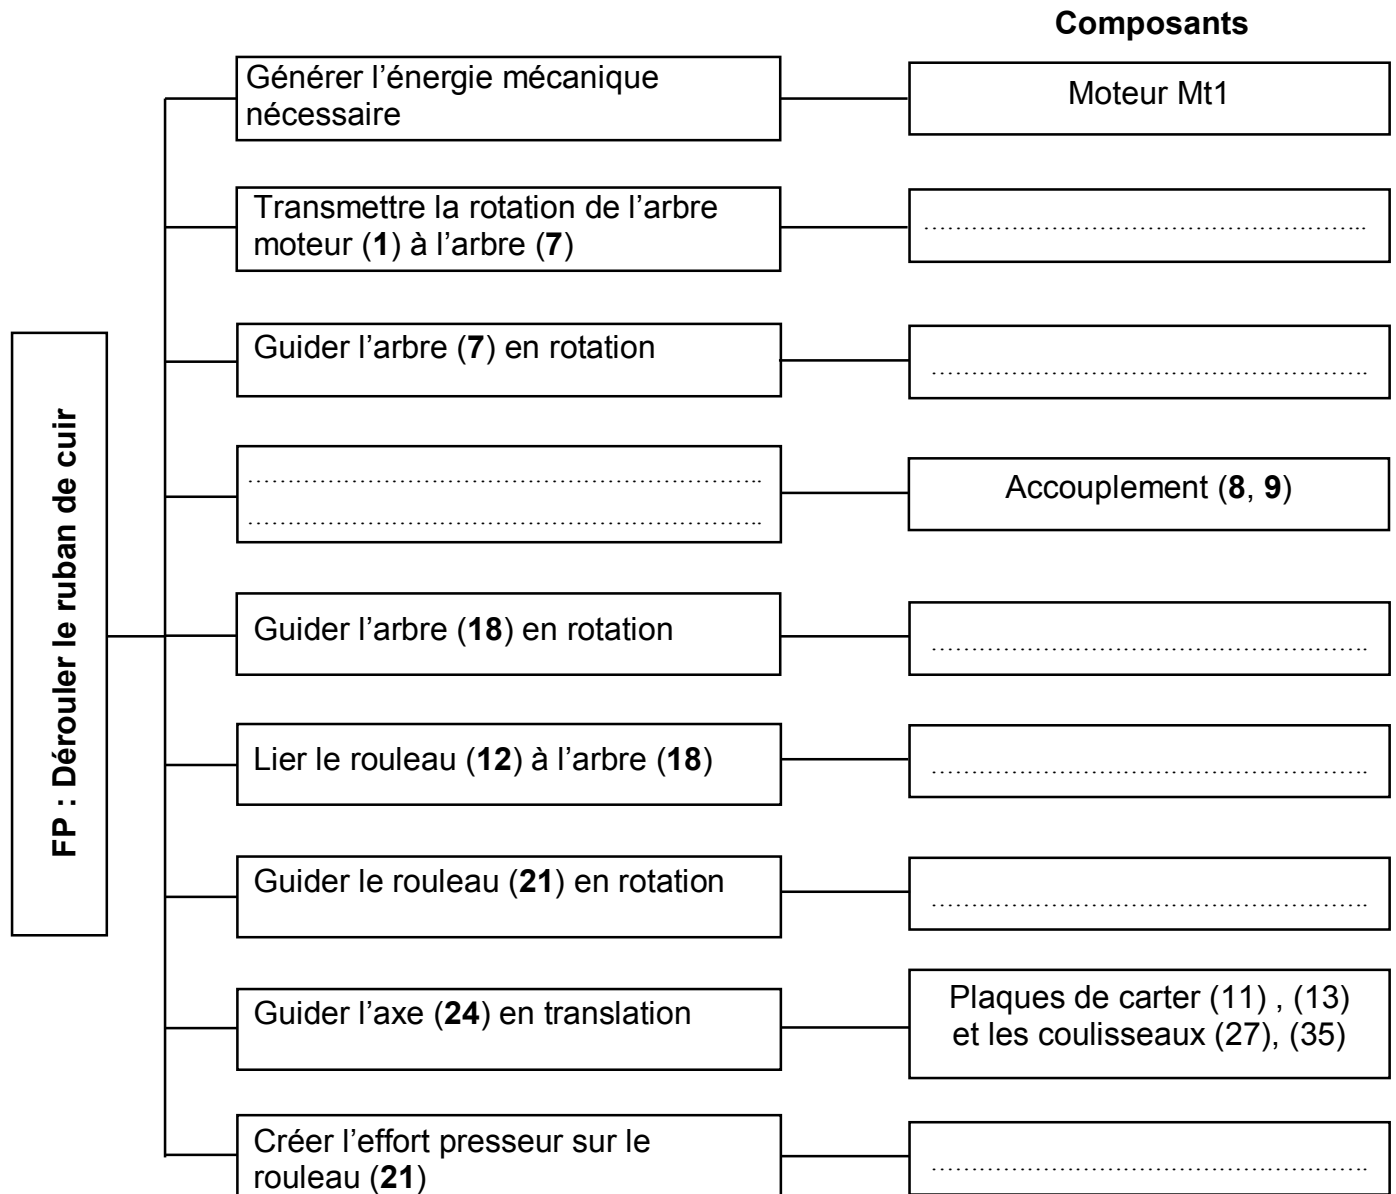 Composants
Générer l’énergie mécanique
nécessaire
Moteur Mt1
Transmettre la rotation de l’arbre
moteur (1) à l’arbre (7)
……………………………………………..
Guider l’arbre (7) en rotation
…………………………………………….
FP : Dérouler le ruban de cuir
……………………………………………………..
……………………………………………………..
Accouplement (8, 9)
Guider l’arbre (18) en rotation
…………………………………………….
Lier le rouleau (12) à l’arbre (18)
…………………………………………….
Guider le rouleau (21) en rotation
…………………………………………….
Guider l’axe (24) en translation
Plaques de carter (11) , (13)
et les coulisseaux (27), (35)
Créer l’effort presseur sur le
rouleau (21)
…………………………………………….